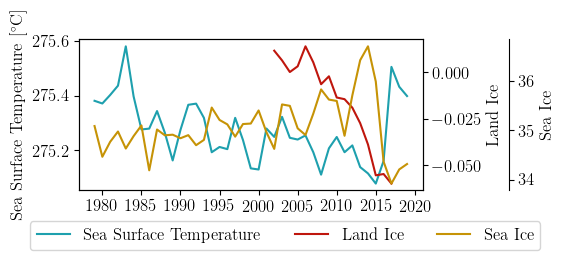 Sea Surface Temperature [°C]
275.6
275.4
275.2
0.000
−0.025
−0.050
Land Ice
36
35
34
Sea Ice
1980 1985 1990 1995 2000 2005 2010 2015 2020
Sea Surface Temperature Land Ice Sea Ice